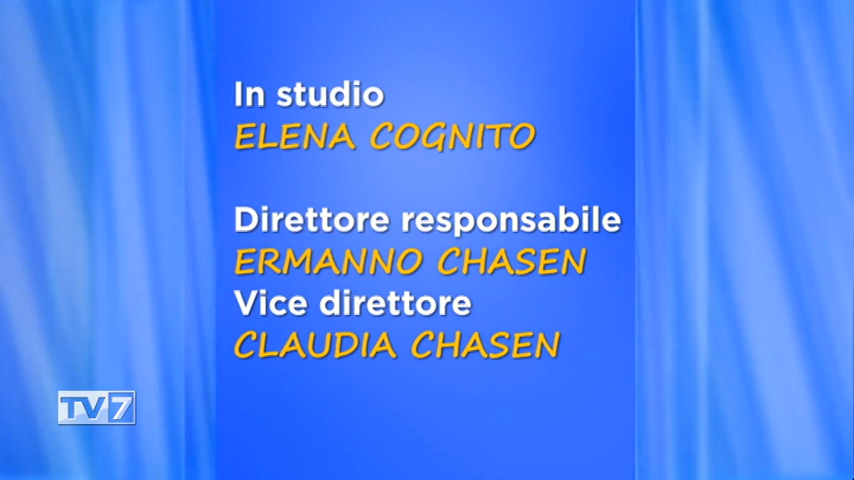 In studio
ELENA COGNITO
Direttore responsabile
ERMANNO CHASEN
Vice direttore
CLAUDIA CHASEN
TV7